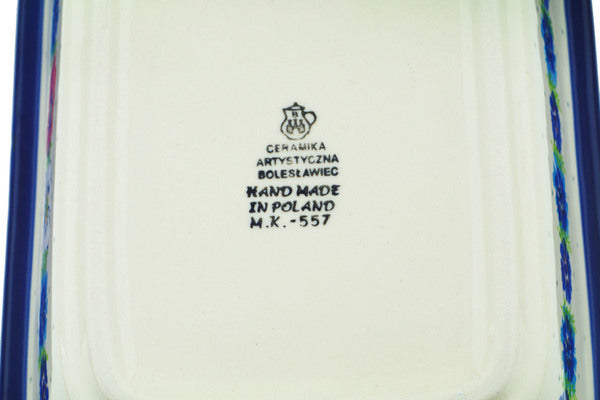 B
CERAMIKA
ARTYSTYCZNA
BOLESŁAWIEC
HAND MADE
IN POLAND
M.K.-557